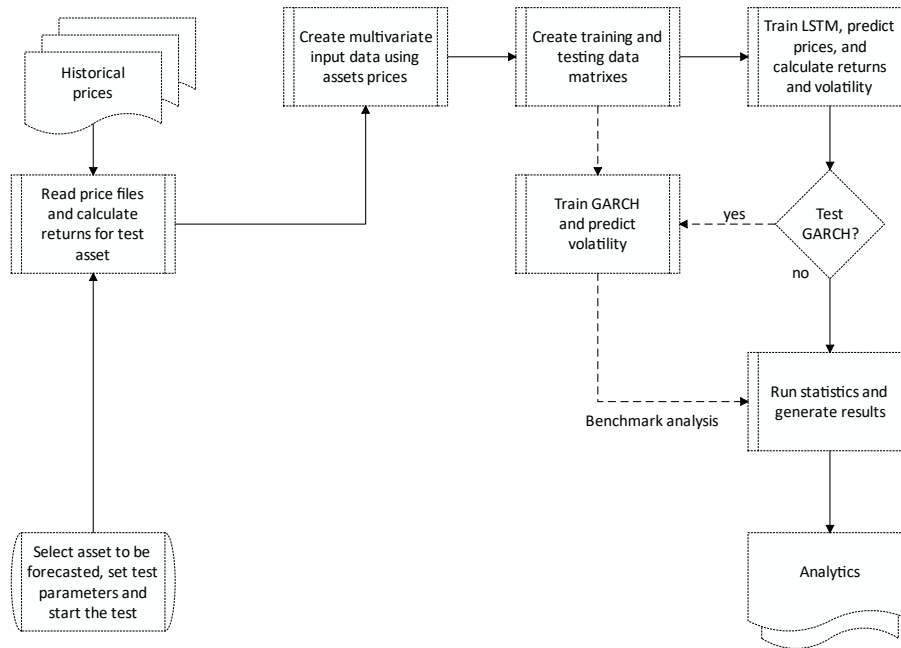 Historical
prices
Create multivariate
input data using
assets prices
Create training and
testing data
matrixes
Train LSTM, predict
prices, and
calculate returns
and volatility
Read price files
and calculate
returns for test
asset
Train GARCH
and predict
volatility
yes
Test
GARCH?
no
Run statistics and
generate results
Benchmark analysis
Select asset to be
forecasted, set test
parameters and
start the test
Analytics